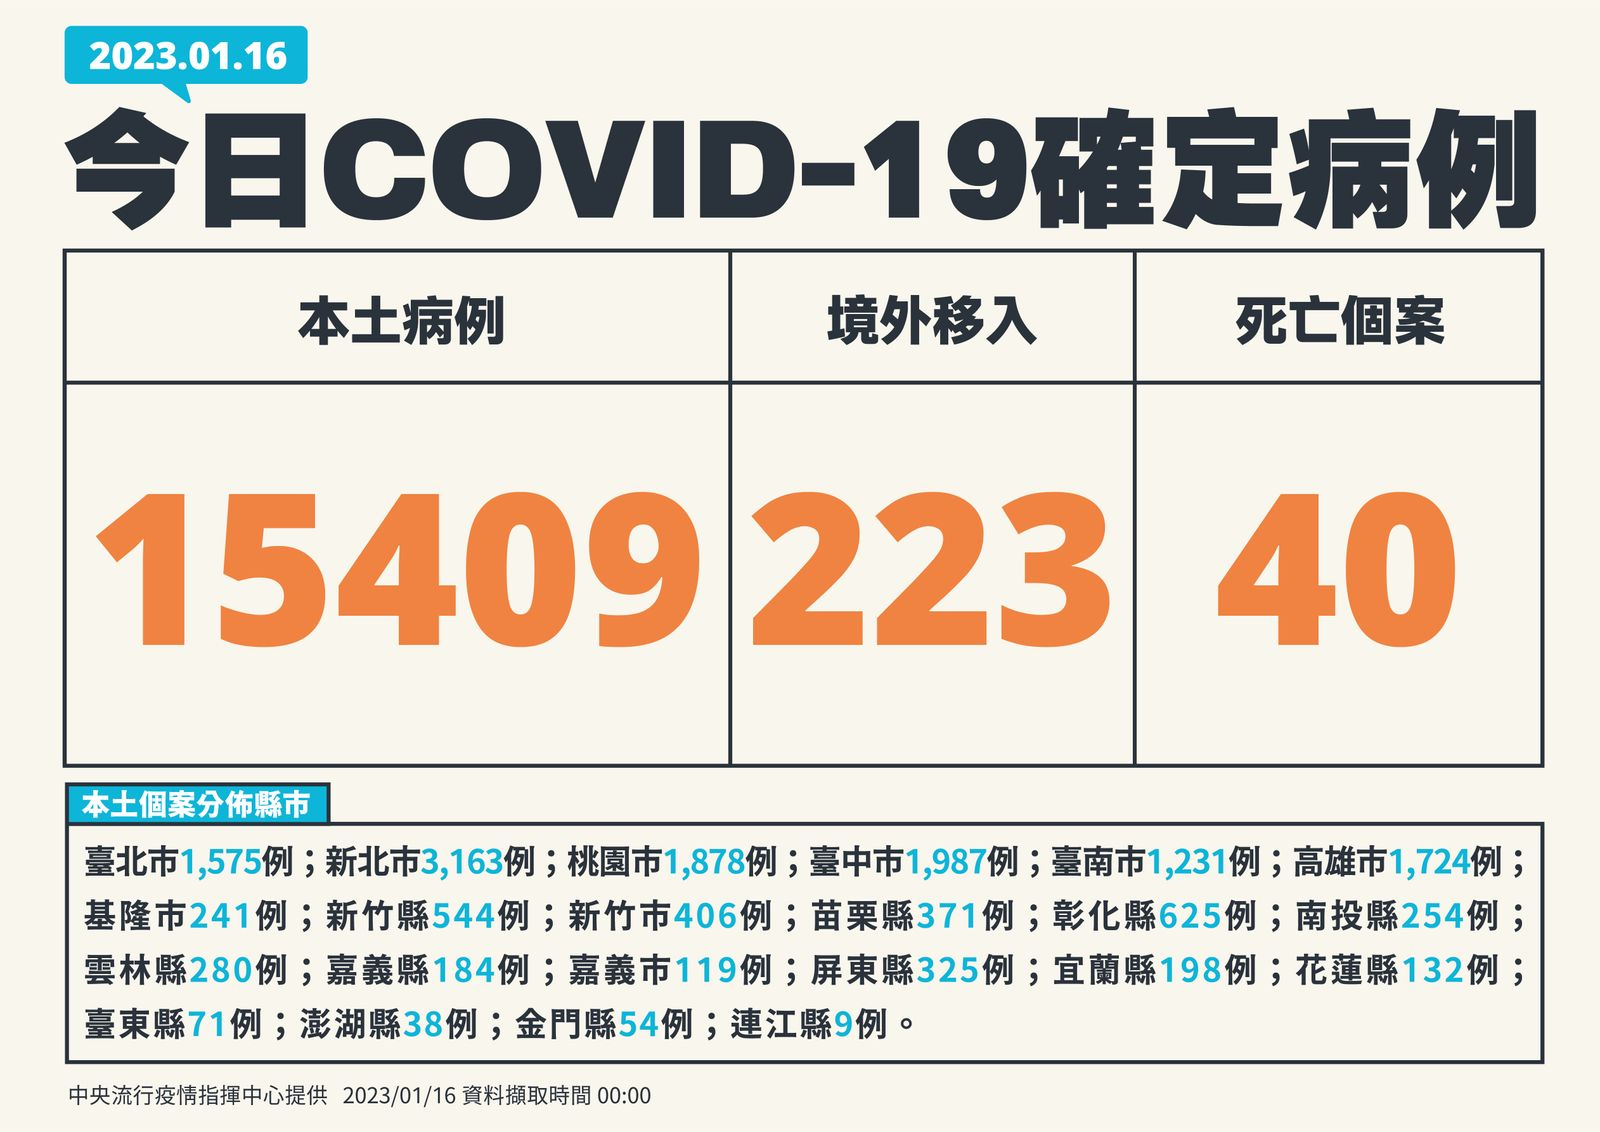 2023.01.16
今日COVID-19確定病例
本土病例 境外移入 死亡個案
15409 223 40
本土個案分佈縣市
臺北市1,575例；新北市3,163例；桃園市1,878例；臺中市1,987例；臺南市1,231例；高雄市1,724例；
基隆市241例；新竹縣544例；新竹市406例；苗栗縣371例；彰化縣625例；南投縣254例；
雲林縣280例；嘉義縣184例；嘉義市119例；屏東縣325例；宜蘭縣198例；花蓮縣132例；
臺東縣71例；澎湖縣38例；金門縣54例；連江縣9例。
中央流行疫情指揮中心提供 2023/01/16 資料擷取時間 00:00